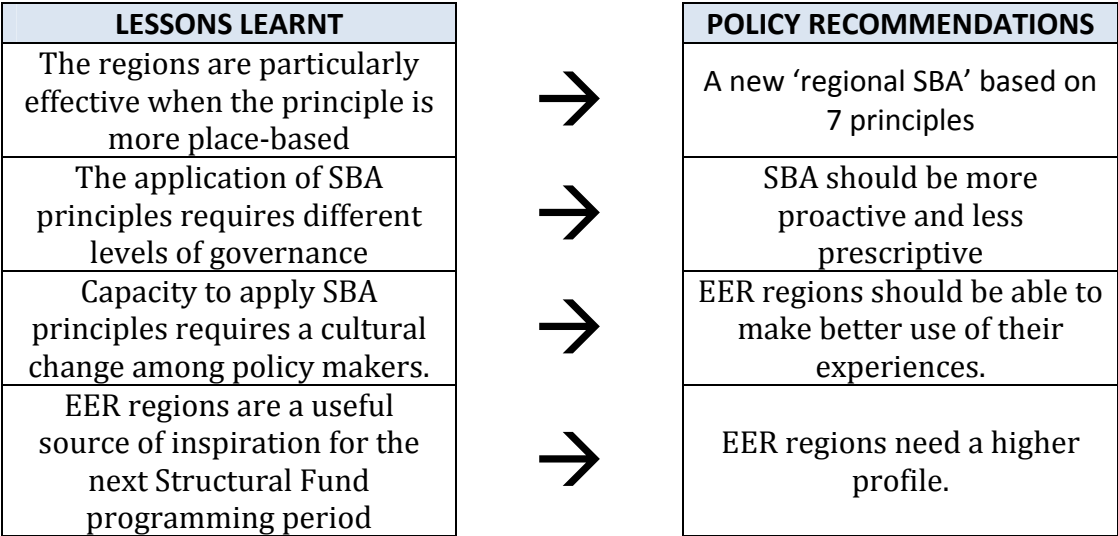 LESSONS LEARNT
POLICY RECOMMENDATIONS
The regions are particularly
effective when the principle is
more place-based
→
A new ‘regional SBA’ based on
7 principles
The application of SBA
principles requires different
levels of governance
→
SBA should be more
proactive and less
prescriptive
Capacity to apply SBA
principles requires a cultural
change among policy makers.
→
EER regions should be able to
make better use of their
experiences.
EER regions are a useful
source of inspiration for the
next Structural Fund
programming period
→
EER regions need a higher
profile.